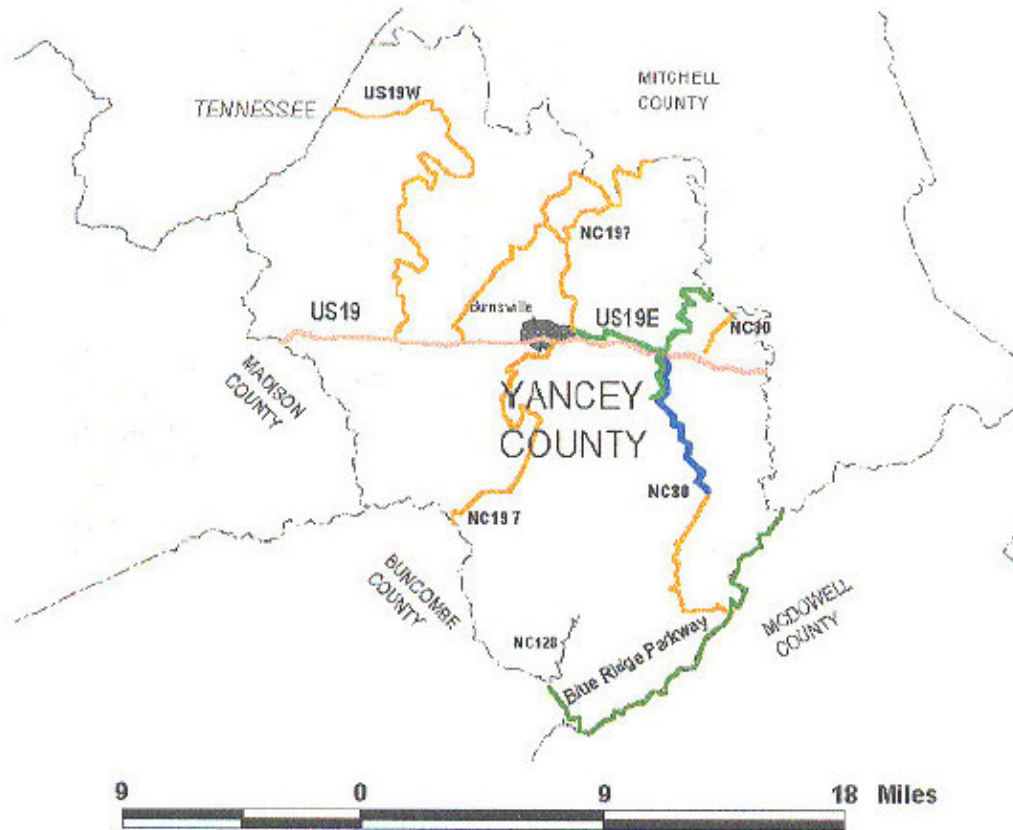 US19W
MITCHELL
COUNTY
TENNESSEE
NC197
Burnsville
US19
US19E
NC80
MADISON
COUNTY
YANCEY
COUNTY
NC80
NC197
BUNCOMBE
COUNTY
MCDOWELL
COUNTY
NC128
Blue Ridge Parkway
9 0 9 18 Miles